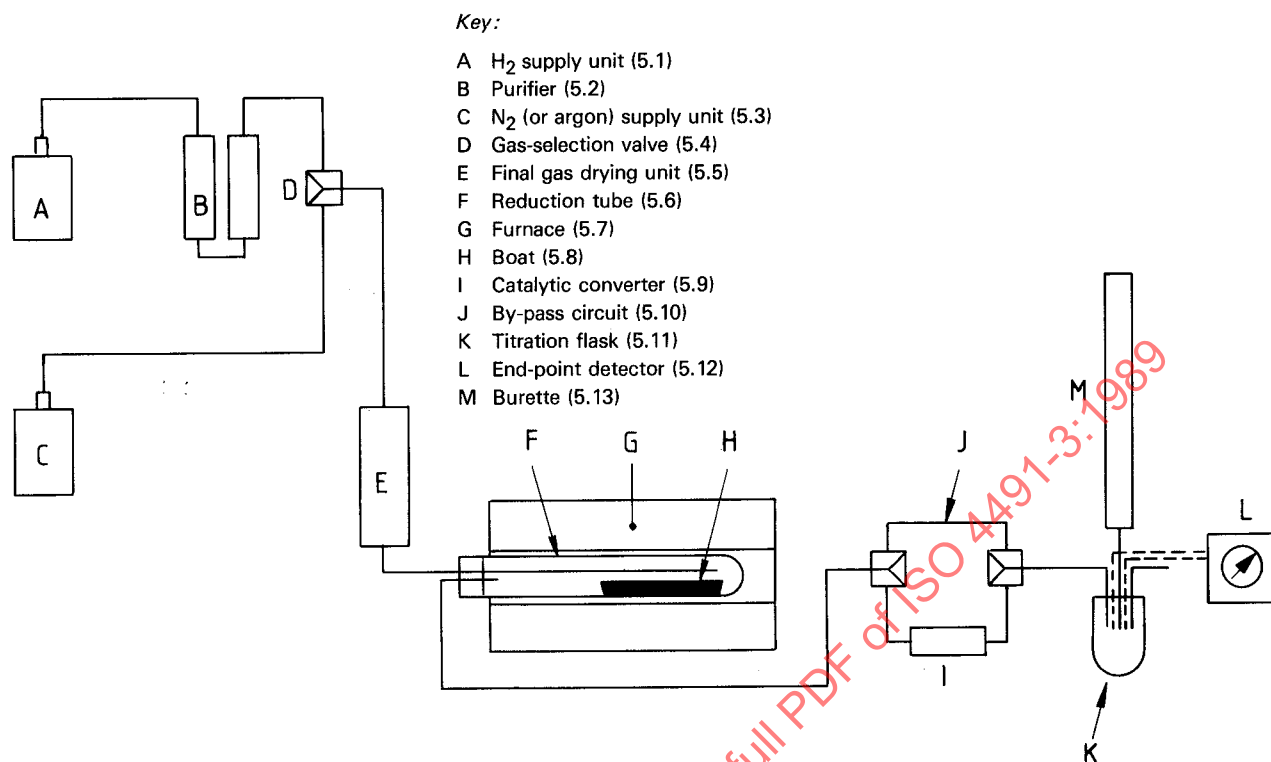 Key:
A H₂ supply unit (5.1)
B Purifier (5.2)
C N₂ (or argon) supply unit (5.3)
D Gas-selection valve (5.4)
E Final gas drying unit (5.5)
F Reduction tube (5.6)
G Furnace (5.7)
H Boat (5.8)
I Catalytic converter (5.9)
J By-pass circuit (5.10)
K Titration flask (5.11)
L End-point detector (5.12)
M Burette (5.13)
A
B
D
C
E
F
G
H
J
I
M
L
K
full PDF of ISO 4491-3:1989